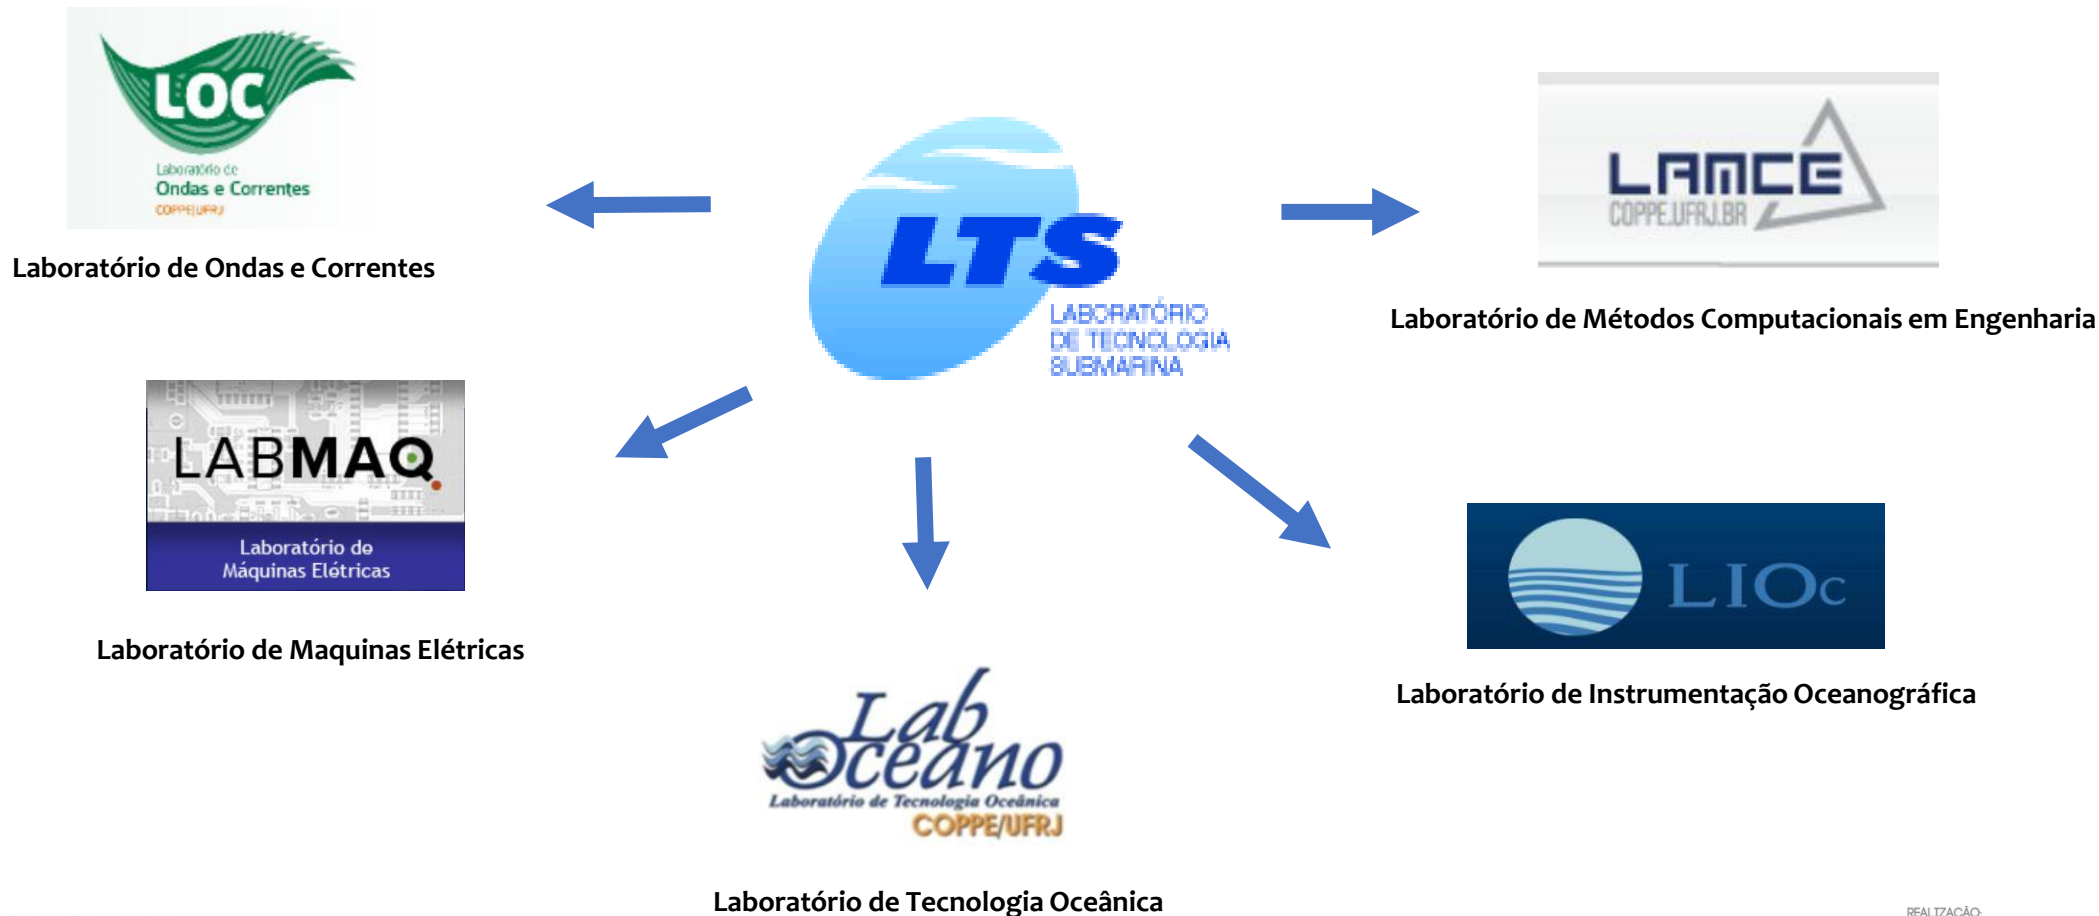 LOC
Laboratório de
Ondas e Correntes
COPPE|UFRJ
Laboratório de Ondas e Correntes
LTS
LABORATÓRIO
DE TECNOLOGIA
SUBMARINA
LAMCE
COPPE.UFRJ.BR
Laboratório de Métodos Computacionais em Engenharia
LABMAQ
Laboratório de
Máquinas Elétricas
Laboratório de Maquinas Elétricas
LIOc
Laboratório de Instrumentação Oceanográfica
Lab
Oceano
Laboratório de Tecnologia Oceânica
COPPE/UFRJ
Laboratório de Tecnologia Oceânica
REALIZAÇÃO: